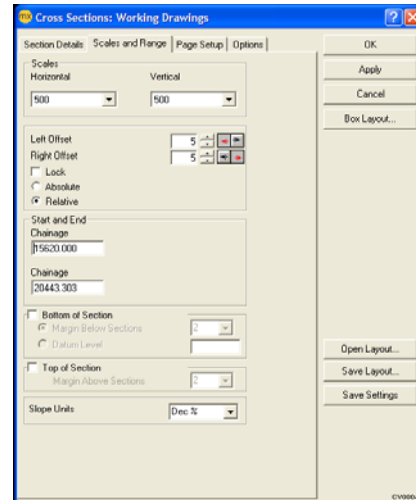 mx Cross Sections: Working Drawings
Section Details Scales and Range Page Setup Options
Scales
Horizontal Vertical
500 500
Left Offset 5
Right Offset 5
Lock
Absolute
Relative
Start and End
Chainage
15620.000
Chainage
20443.303
Bottom of Section
Margin Below Sections 2
Datum Level
Top of Section
Margin Above Sections 2
Slope Units Dec %
OK
Apply
Cancel
Box Layout...
Open Layout...
Save Layout...
Save Settings